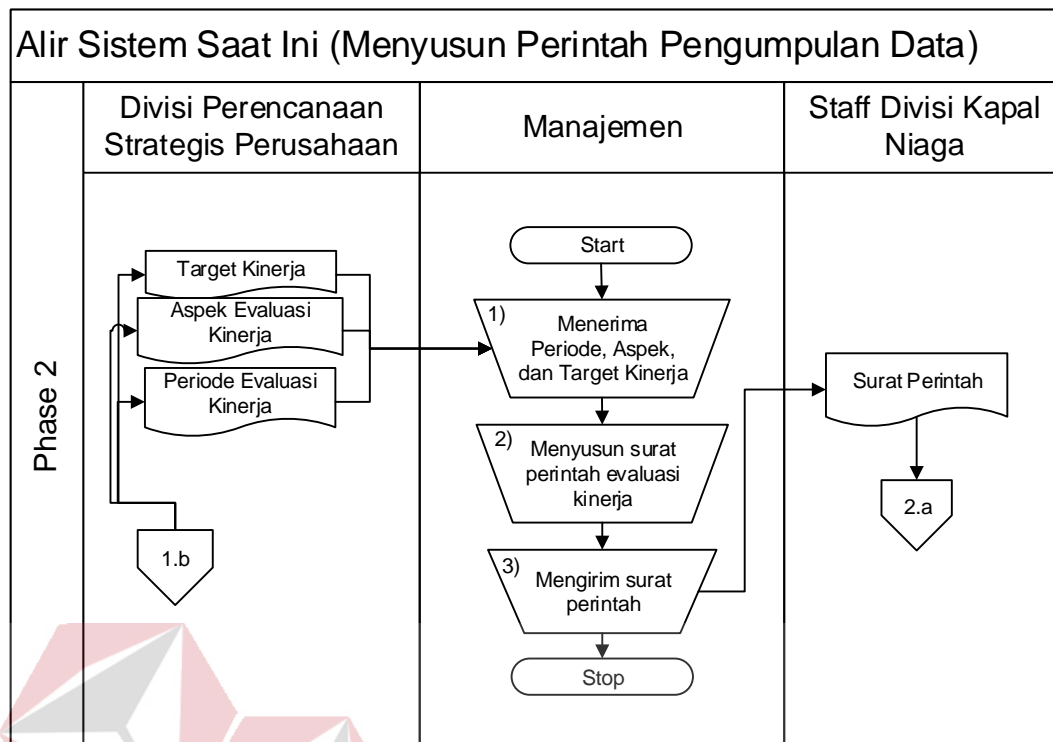 Alir Sistem Saat Ini (Menyusun Perintah Pengumpulan Data)
Phase 2
Divisi Perencanaan
Strategis Perusahaan
Manajemen
Staff Divisi Kapal
Niaga
Target Kinerja
Aspek Evaluasi
Kinerja
Periode Evaluasi
Kinerja
1.b
Start
1)
Menerima
Periode, Aspek,
dan Target Kinerja
2)
Menyusun surat
perintah evaluasi
kinerja
3)
Mengirim surat
perintah
Stop
Surat Perintah
2.a